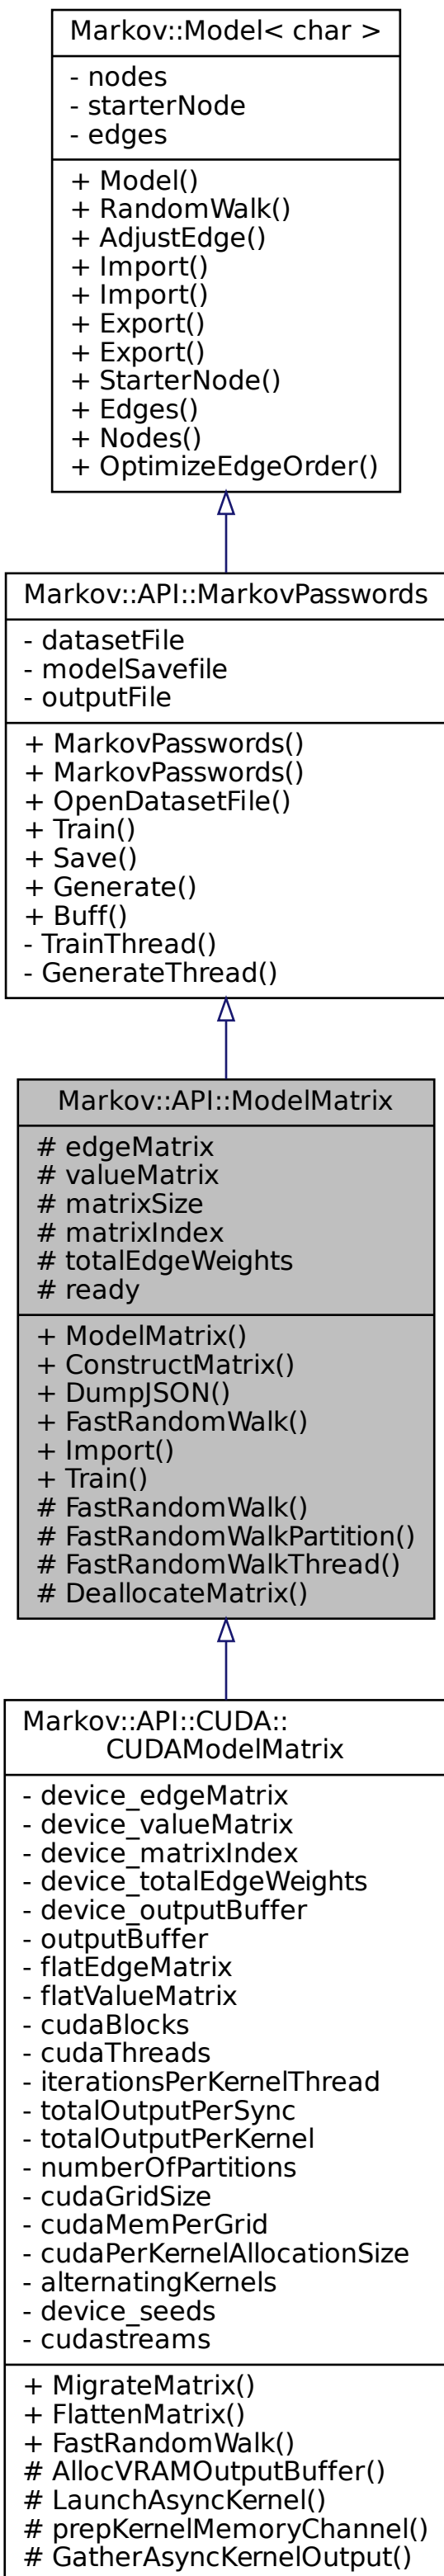 Markov::Model< char >
- nodes
- starterNode
- edges
+ Model()
+ RandomWalk()
+ AdjustEdge()
+ Import()
+ Import()
+ Export()
+ Export()
+ StarterNode()
+ Edges()
+ Nodes()
+ OptimizeEdgeOrder()
Markov::API::MarkovPasswords
- datasetFile
- modelSavefile
- outputFile
+ MarkovPasswords()
+ MarkovPasswords()
+ OpenDatasetFile()
+ Train()
+ Save()
+ Generate()
+ Buff()
- TrainThread()
- GenerateThread()
Markov::API::ModelMatrix
# edgeMatrix
# valueMatrix
# matrixSize
# matrixIndex
# totalEdgeWeights
# ready
+ ModelMatrix()
+ ConstructMatrix()
+ DumpJSON()
+ FastRandomWalk()
+ Import()
+ Train()
# FastRandomWalk()
# FastRandomWalkPartition()
# FastRandomWalkThread()
# DeallocateMatrix()
Markov::API::CUDA::
CUDAModelMatrix
- device_edgeMatrix
- device_valueMatrix
- device_matrixIndex
- device_totalEdgeWeights
- device_outputBuffer
- outputBuffer
- flatEdgeMatrix
- flatValueMatrix
- cudaBlocks
- cudaThreads
- iterationsPerKernelThread
- totalOutputPerSync
- totalOutputPerKernel
- numberOfPartitions
- cudaGridSize
- cudaMemPerGrid
- cudaPerKernelAllocationSize
- alternatingKernels
- device_seeds
- cudastreams
+ MigrateMatrix()
+ FlattenMatrix()
+ FastRandomWalk()
# AllocVRAMOutputBuffer()
# LaunchAsyncKernel()
# prepKernelMemoryChannel()
# GatherAsyncKernelOutput()